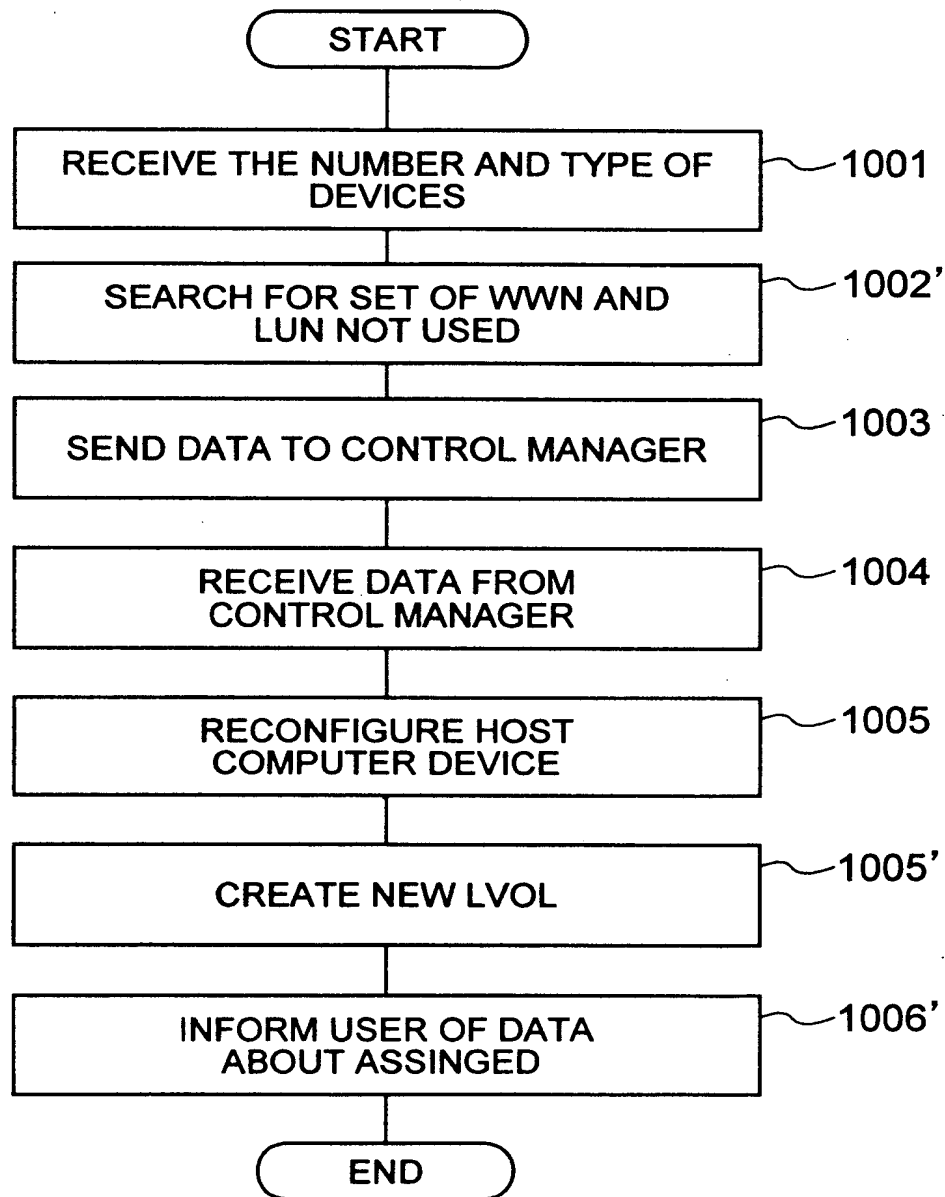 START
RECEIVE THE NUMBER AND TYPE OF
DEVICES
1001
SEARCH FOR SET OF WWN AND
LUN NOT USED
1002'
SEND DATA TO CONTROL MANAGER
1003
RECEIVE DATA FROM
CONTROL MANAGER
1004
RECONFIGURE HOST
COMPUTER DEVICE
1005
CREATE NEW LVOL
1005'
INFORM USER OF DATA
ABOUT ASSINGED
1006'
END